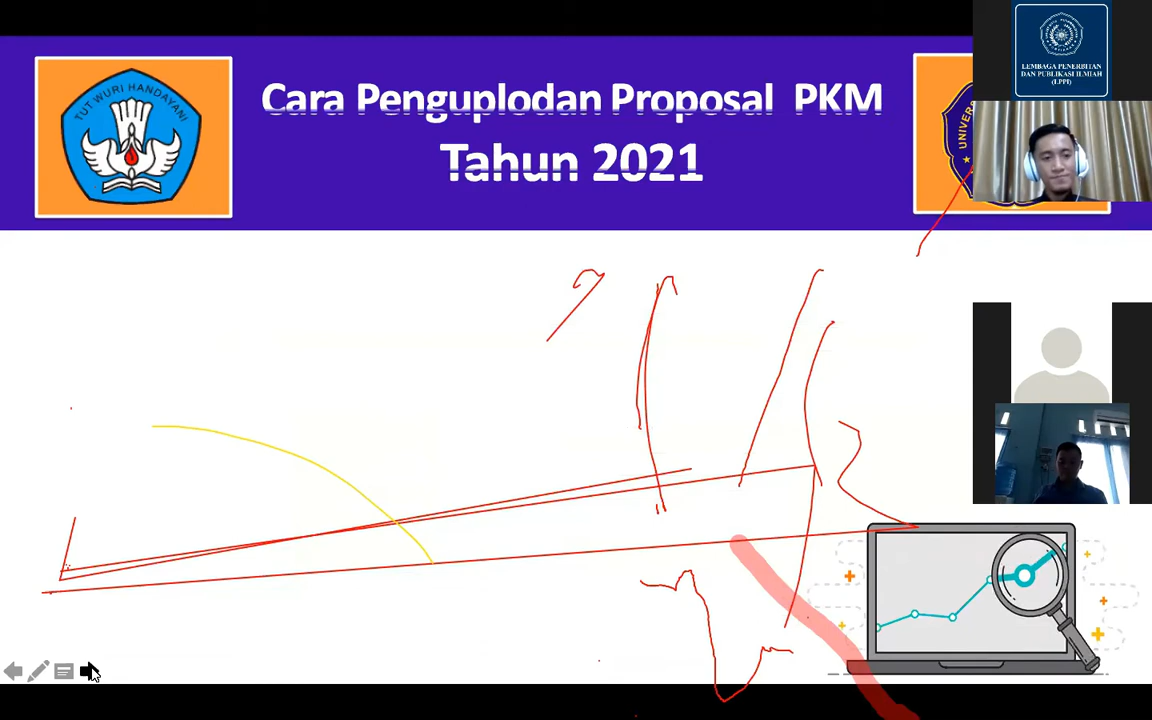 TUT WURI HANDAYANI
Cara Penguplodan Proposal PKM
Tahun 2021
LEMBAGA PENERBITAN
DAN PUBLIKASI ILMIAH
(LPPI)